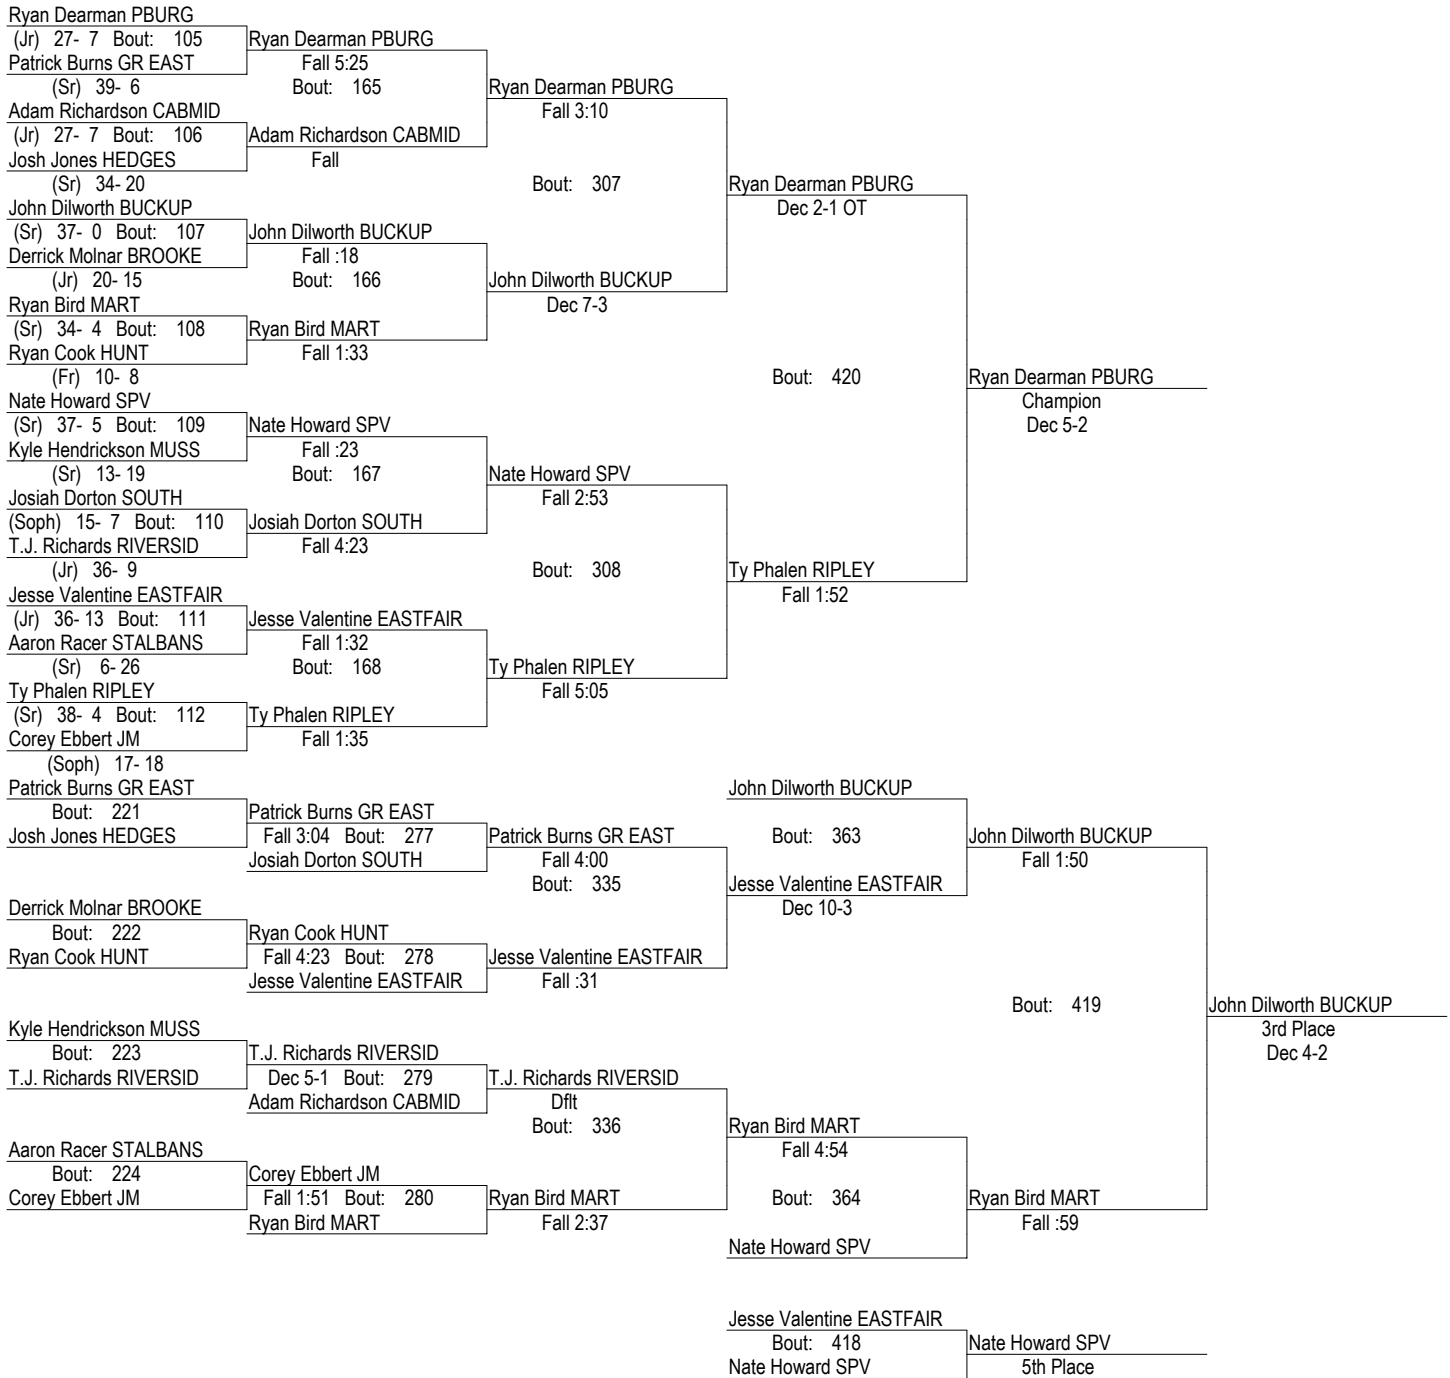 Ryan Dearman PBURG
(Jr) 27- 7 Bout: 105 Ryan Dearman PBURG
Patrick Burns GR EAST Fall 5:25
(Sr) 39- 6 Bout: 165 Ryan Dearman PBURG
Adam Richardson CABMID Fall 3:10
(Jr) 27- 7 Bout: 106 Adam Richardson CABMID
Josh Jones HEDGES Fall
(Sr) 34- 20 Bout: 307 Ryan Dearman PBURG
John Dilworth BUCKUP Dec 2-1 OT
(Sr) 37- 0 Bout: 107 John Dilworth BUCKUP
Derrick Molnar BROOKE Fall :18
(Jr) 20- 15 Bout: 166 John Dilworth BUCKUP
Ryan Bird MART Dec 7-3
(Sr) 34- 4 Bout: 108 Ryan Bird MART
Ryan Cook HUNT Fall 1:33
(Fr) 10- 8 Bout: 420 Ryan Dearman PBURG
Nate Howard SPV Champion
(Sr) 37- 5 Bout: 109 Nate Howard SPV Dec 5-2
Kyle Hendrickson MUSS Fall :23
(Sr) 13- 19 Bout: 167 Nate Howard SPV
Josiah Dorton SOUTH Fall 2:53
(Soph) 15- 7 Bout: 110 Josiah Dorton SOUTH
T.J. Richards RIVERSID Fall 4:23
(Jr) 36- 9 Bout: 308 Ty Phalen RIPLEY
Jesse Valentine EASTFAIR Fall 1:52
(Jr) 36- 13 Bout: 111 Jesse Valentine EASTFAIR
Aaron Racer STALBANS Fall 1:32
(Sr) 6- 26 Bout: 168 Ty Phalen RIPLEY
Ty Phalen RIPLEY Fall 5:05
(Sr) 38- 4 Bout: 112 Ty Phalen RIPLEY
Corey Ebbert JM Fall 1:35
(Soph) 17- 18
Patrick Burns GR EAST John Dilworth BUCKUP
Bout: 221 Patrick Burns GR EAST
Josh Jones HEDGES Fall 3:04 Bout: 277 Patrick Burns GR EAST Bout: 363 John Dilworth BUCKUP
Josiah Dorton SOUTH Fall 4:00 Fall 1:50
Bout: 335 Jesse Valentine EASTFAIR
Derrick Molnar BROOKE Dec 10-3
Bout: 222 Ryan Cook HUNT
Ryan Cook HUNT Fall 4:23 Bout: 278 Jesse Valentine EASTFAIR
Jesse Valentine EASTFAIR Fall :31
Bout: 419 John Dilworth BUCKUP
Kyle Hendrickson MUSS 3rd Place
Bout: 223 T.J. Richards RIVERSID Dec 4-2
T.J. Richards RIVERSID Dec 5-1 Bout: 279 T.J. Richards RIVERSID
Adam Richardson CABMID Dflt
Bout: 336 Ryan Bird MART
Aaron Racer STALBANS Fall 4:54
Bout: 224 Corey Ebbert JM
Corey Ebbert JM Fall 1:51 Bout: 280 Ryan Bird MART Bout: 364 Ryan Bird MART
Ryan Bird MART Fall 2:37 Fall :59
Nate Howard SPV
Jesse Valentine EASTFAIR
Bout: 418 Nate Howard SPV
Nate Howard SPV 5th Place